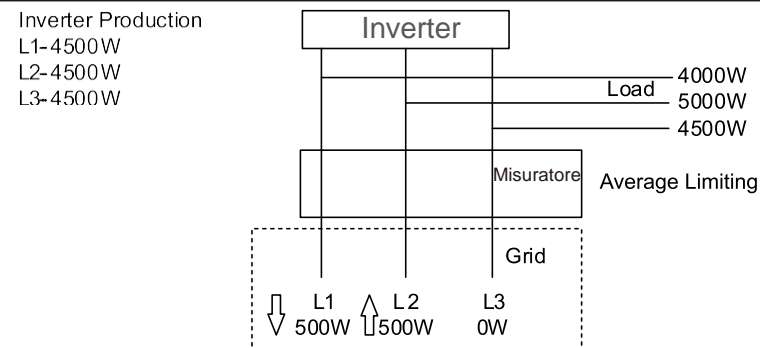 Inverter Production
L1-4500W
L2-4500W
L3-4500W
Inverter
Load
4000W
5000W
4500W
Misuratore
Average Limiting
Grid
L1 L2 L3
500W 500W 0W